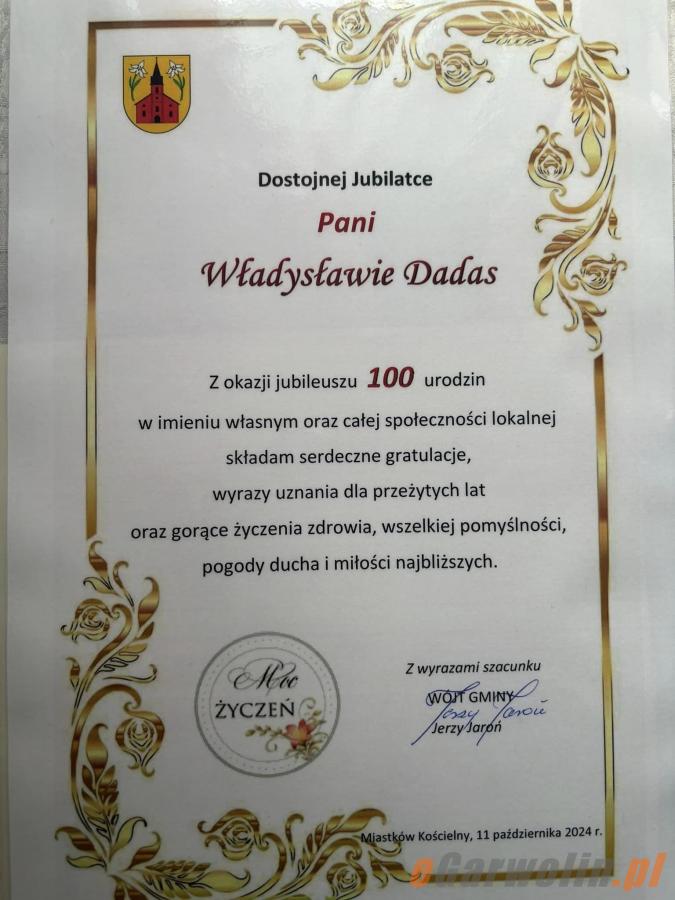 Dostojnej Jubilatce
Pani
Władysławie Dadas
Z okazji jubileuszu 100 urodzin
w imieniu własnym oraz całej społeczności lokalnej
składam serdeczne gratulacje,
wyrazy uznania dla przeżytych lat
oraz gorące życzenia zdrowia, wszelkiej pomyślności,
pogody ducha i miłości najbliższych.
Moc
ŻYCZEŃ
Z wyrazami szacunku
WÓJT GMINY
Jerzy Jaroń
Jerzy Jaroń
Miastków Kościelny, 11 października 2024 r.
eGarwolin.pl